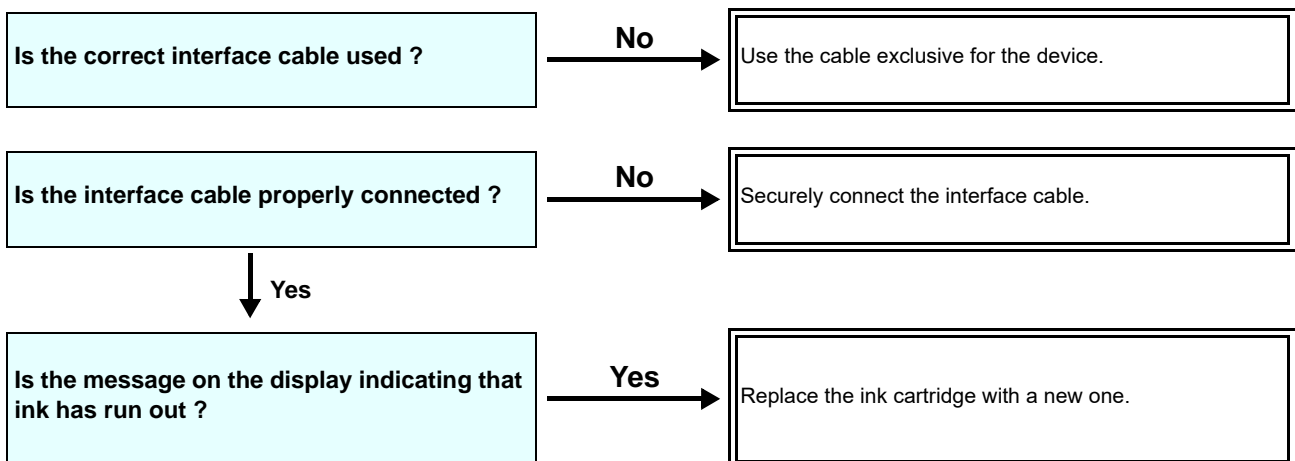 Is the correct interface cable used ?
No
Use the cable exclusive for the device.
Is the interface cable properly connected ?
No
Securely connect the interface cable.
Yes
Is the message on the display indicating that
ink has run out ?
Yes
Replace the ink cartridge with a new one.